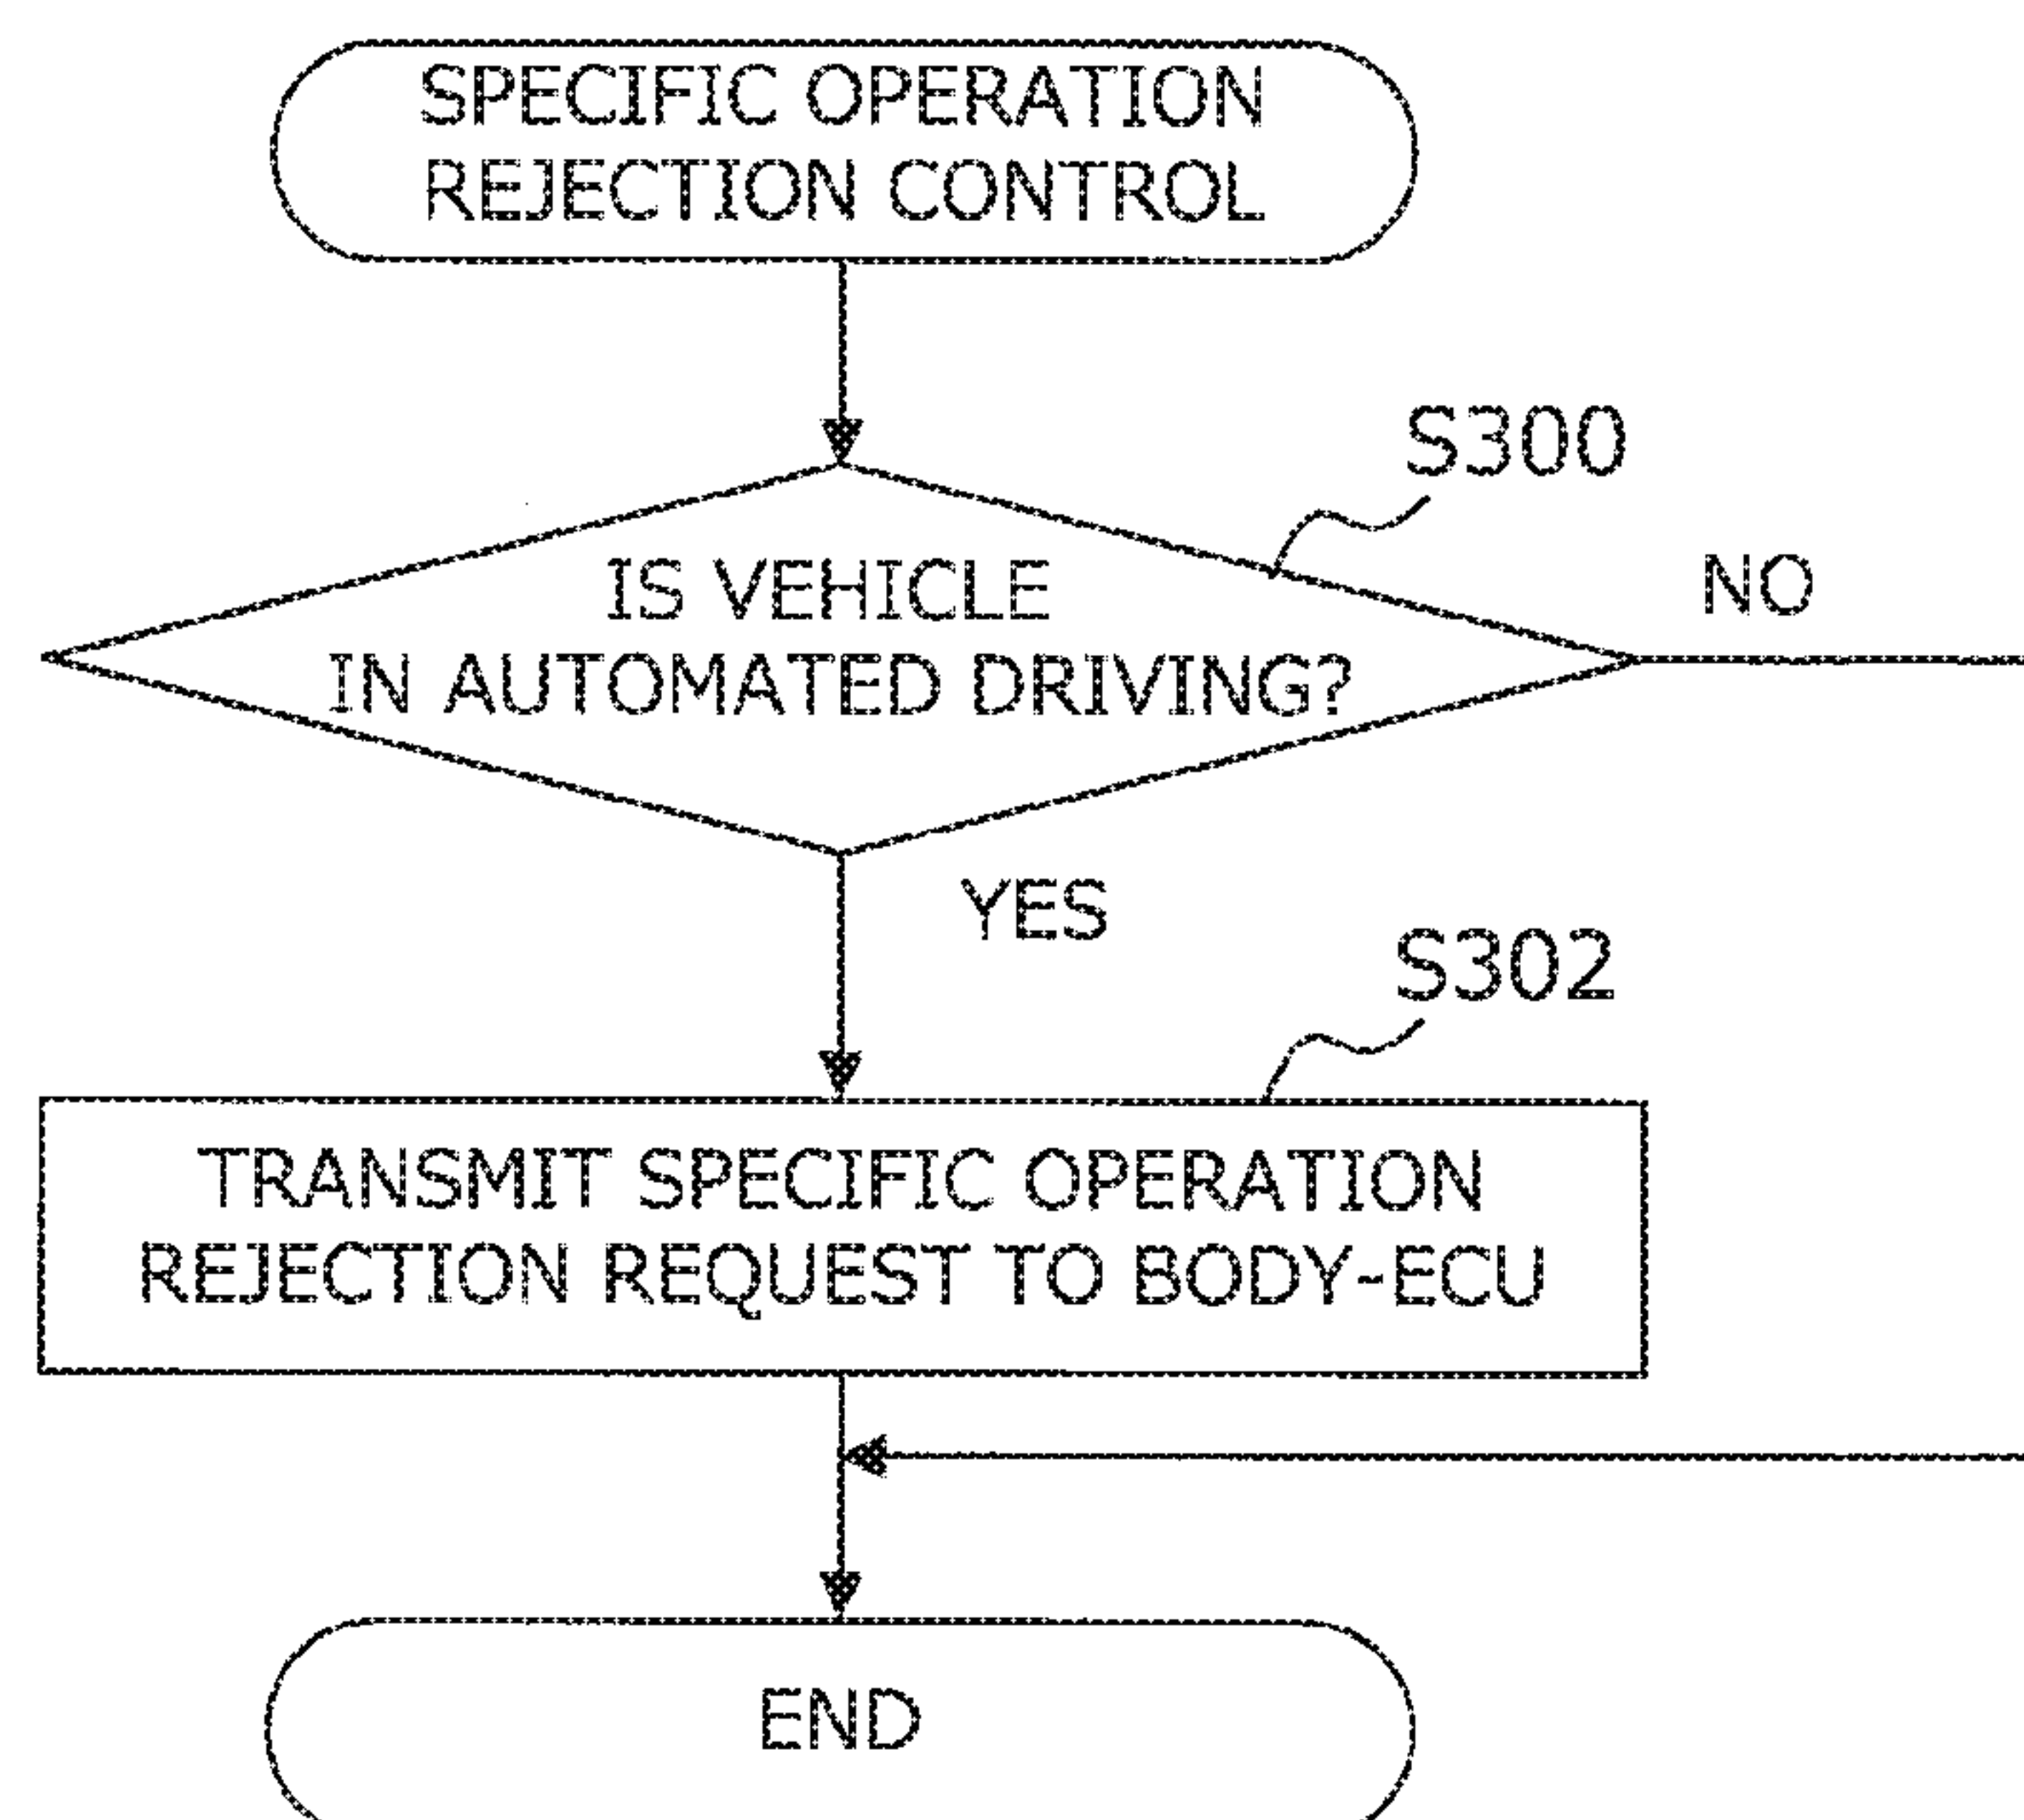 SPECIFIC OPERATION
REJECTION CONTROL
S300
IS VEHICLE
IN AUTOMATED DRIVING?
NO
YES
S302
TRANSMIT SPECIFIC OPERATION
REJECTION REQUEST TO BODY-ECU
END